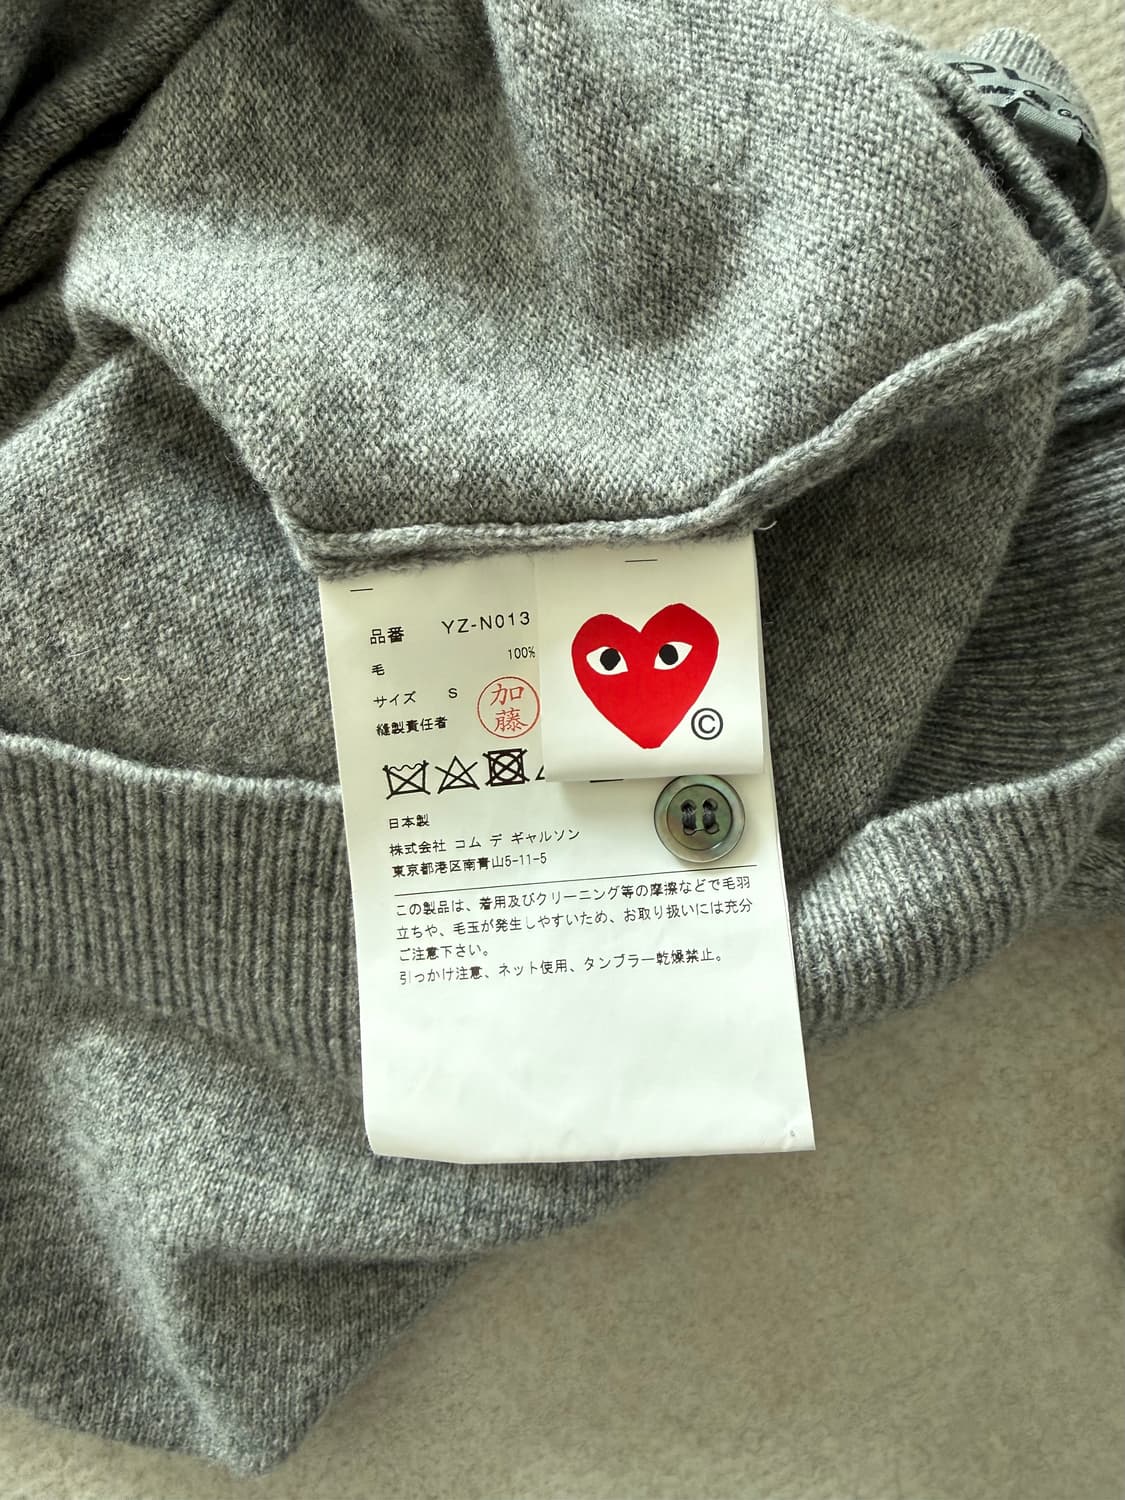 品番 YZ-N013
毛 100%
サイズ S
縫製責任者 加藤
©
日本製
株式会社 コム デ ギャルソン
東京都港区南青山5-11-5
この製品は、着用及びクリーニング等の摩擦などで毛羽
立ちや、毛玉が発生しやすいため、お取り扱いには充分
ご注意下さい。
引っかけ注意、ネット使用、タンブラー乾燥禁止。